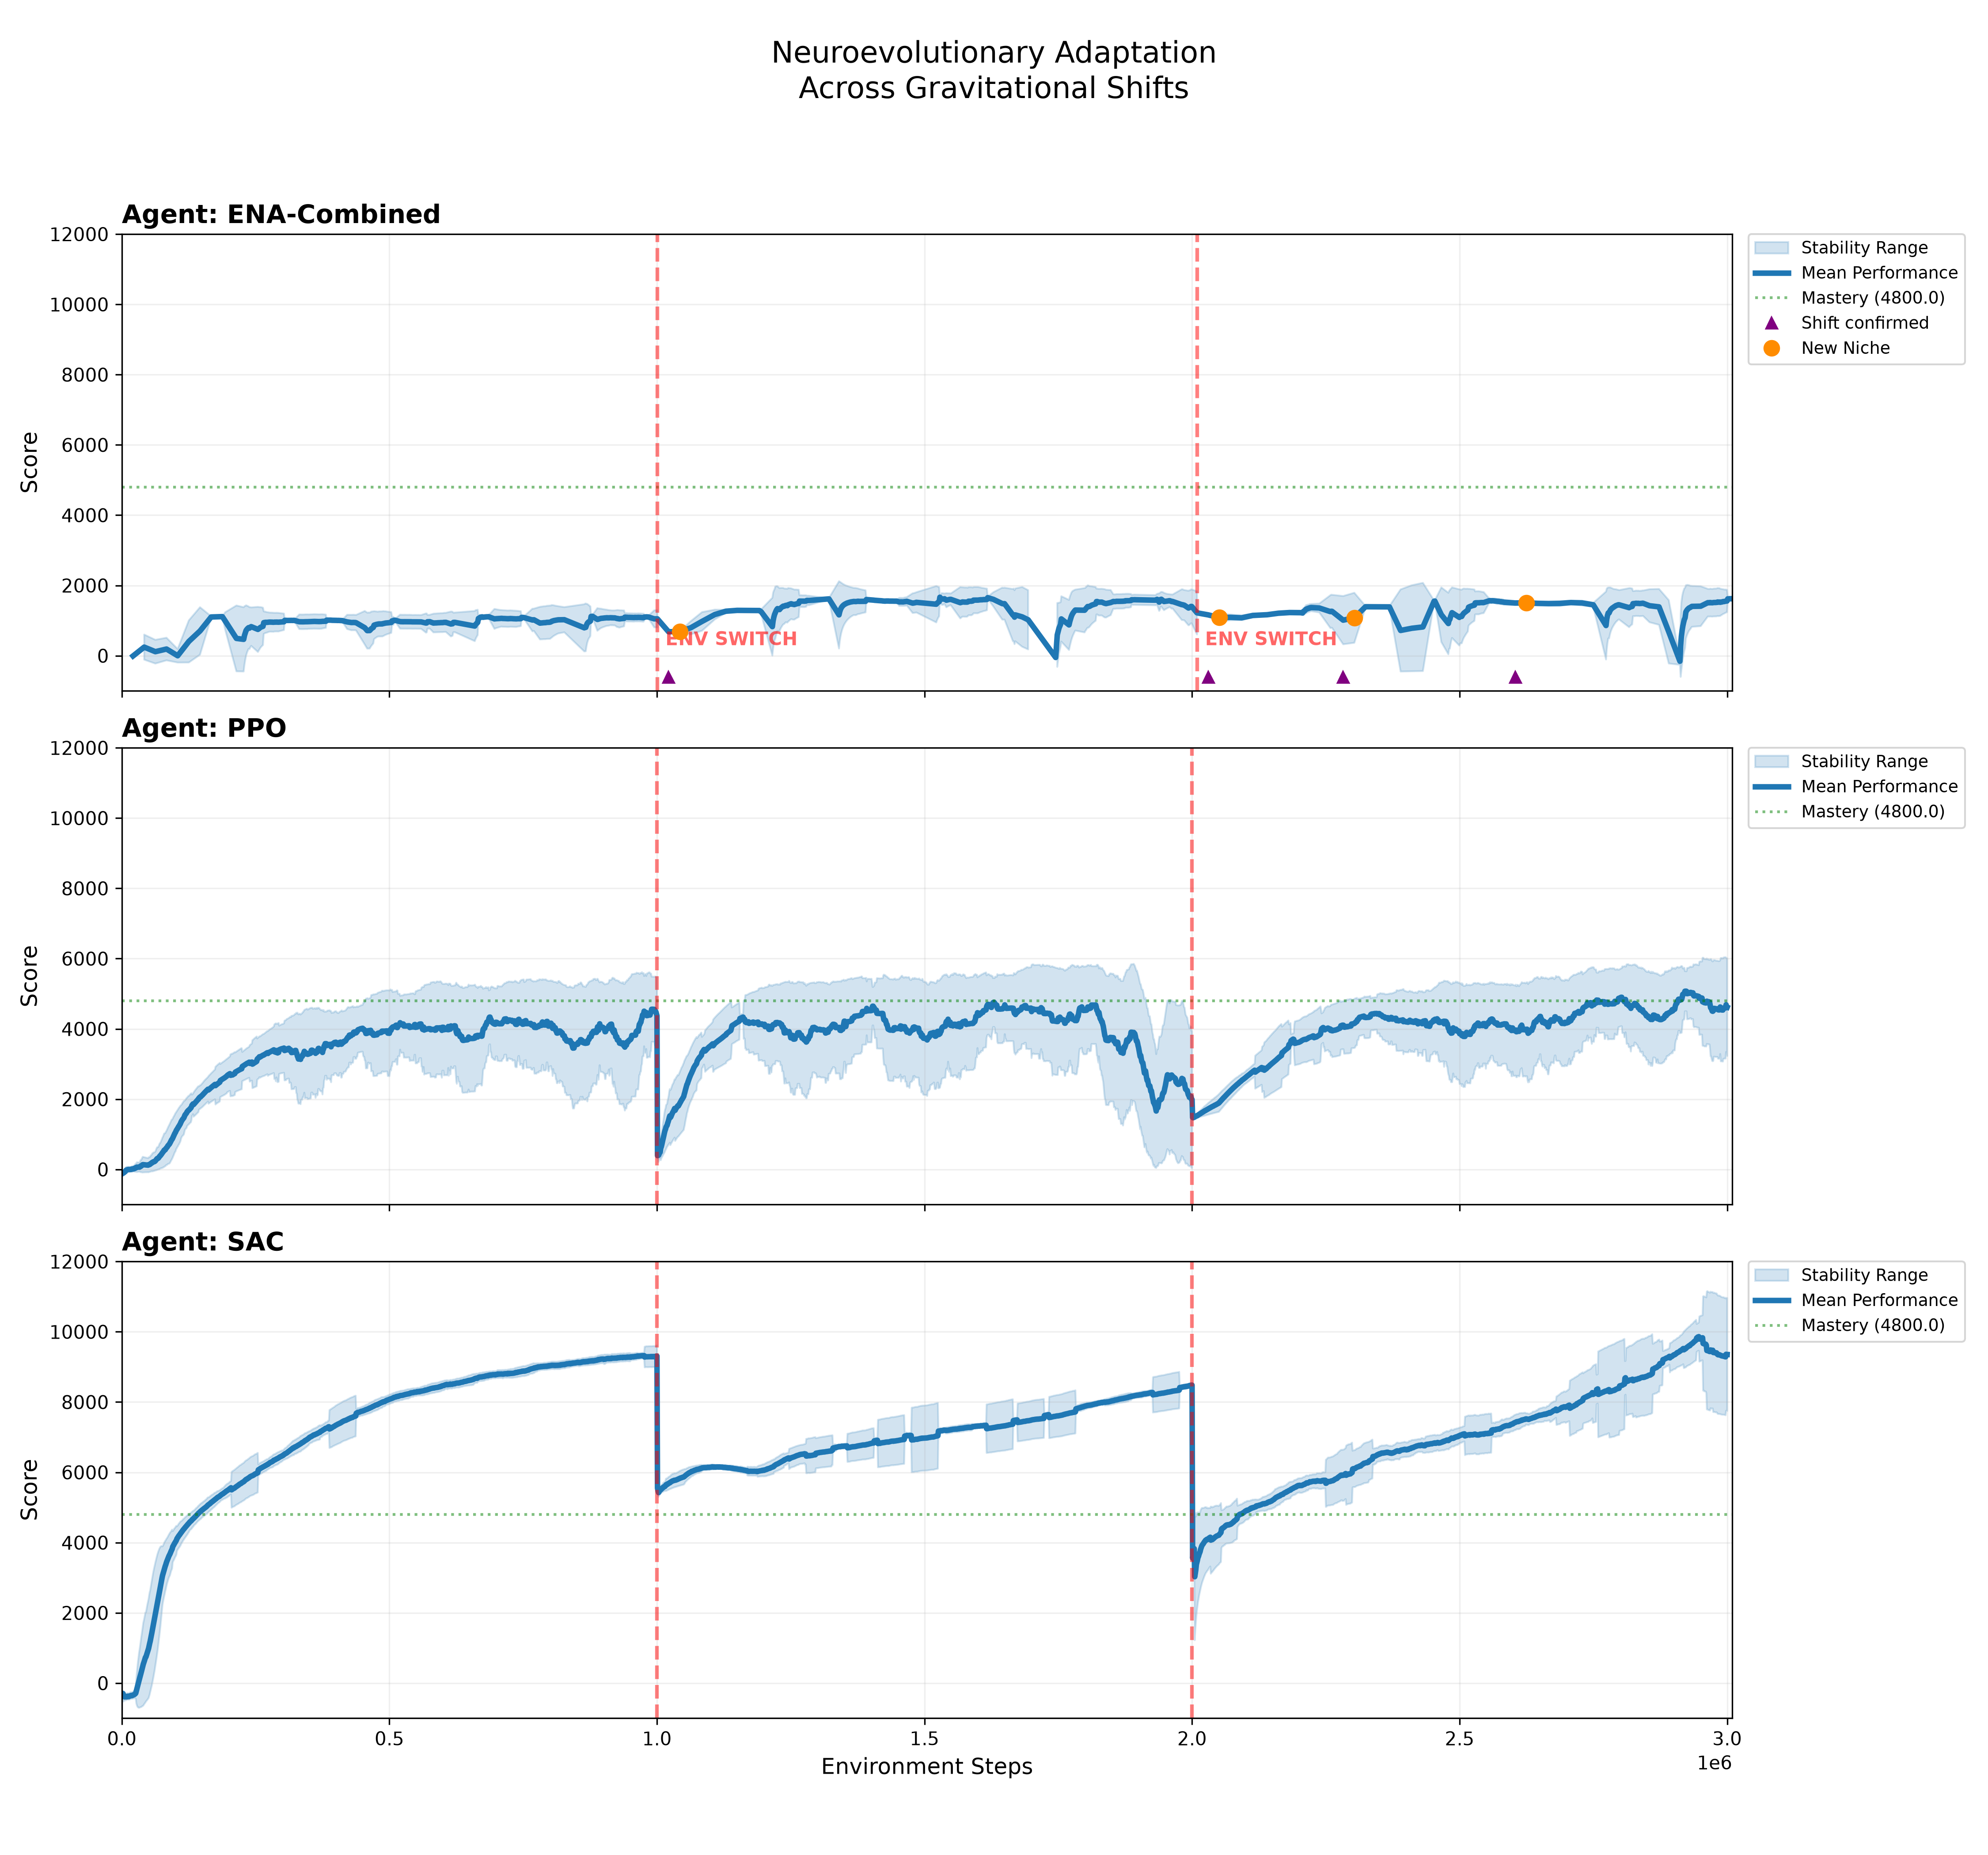 Neuroevolutionary Adaptation
Across Gravitational Shifts
Agent: ENA-Combined
12000
10000
8000
6000
4000
2000
0
Score
ENV SWITCH
ENV SWITCH
Stability Range
Mean Performance
Mastery (4800.0)
Shift confirmed
New Niche
Agent: PPO
12000
10000
8000
6000
4000
2000
0
Score
Stability Range
Mean Performance
Mastery (4800.0)
Agent: SAC
12000
10000
8000
6000
4000
2000
0
Score
Stability Range
Mean Performance
Mastery (4800.0)
0.0 0.5 1.0 1.5 2.0 2.5 3.0
1e6
Environment Steps